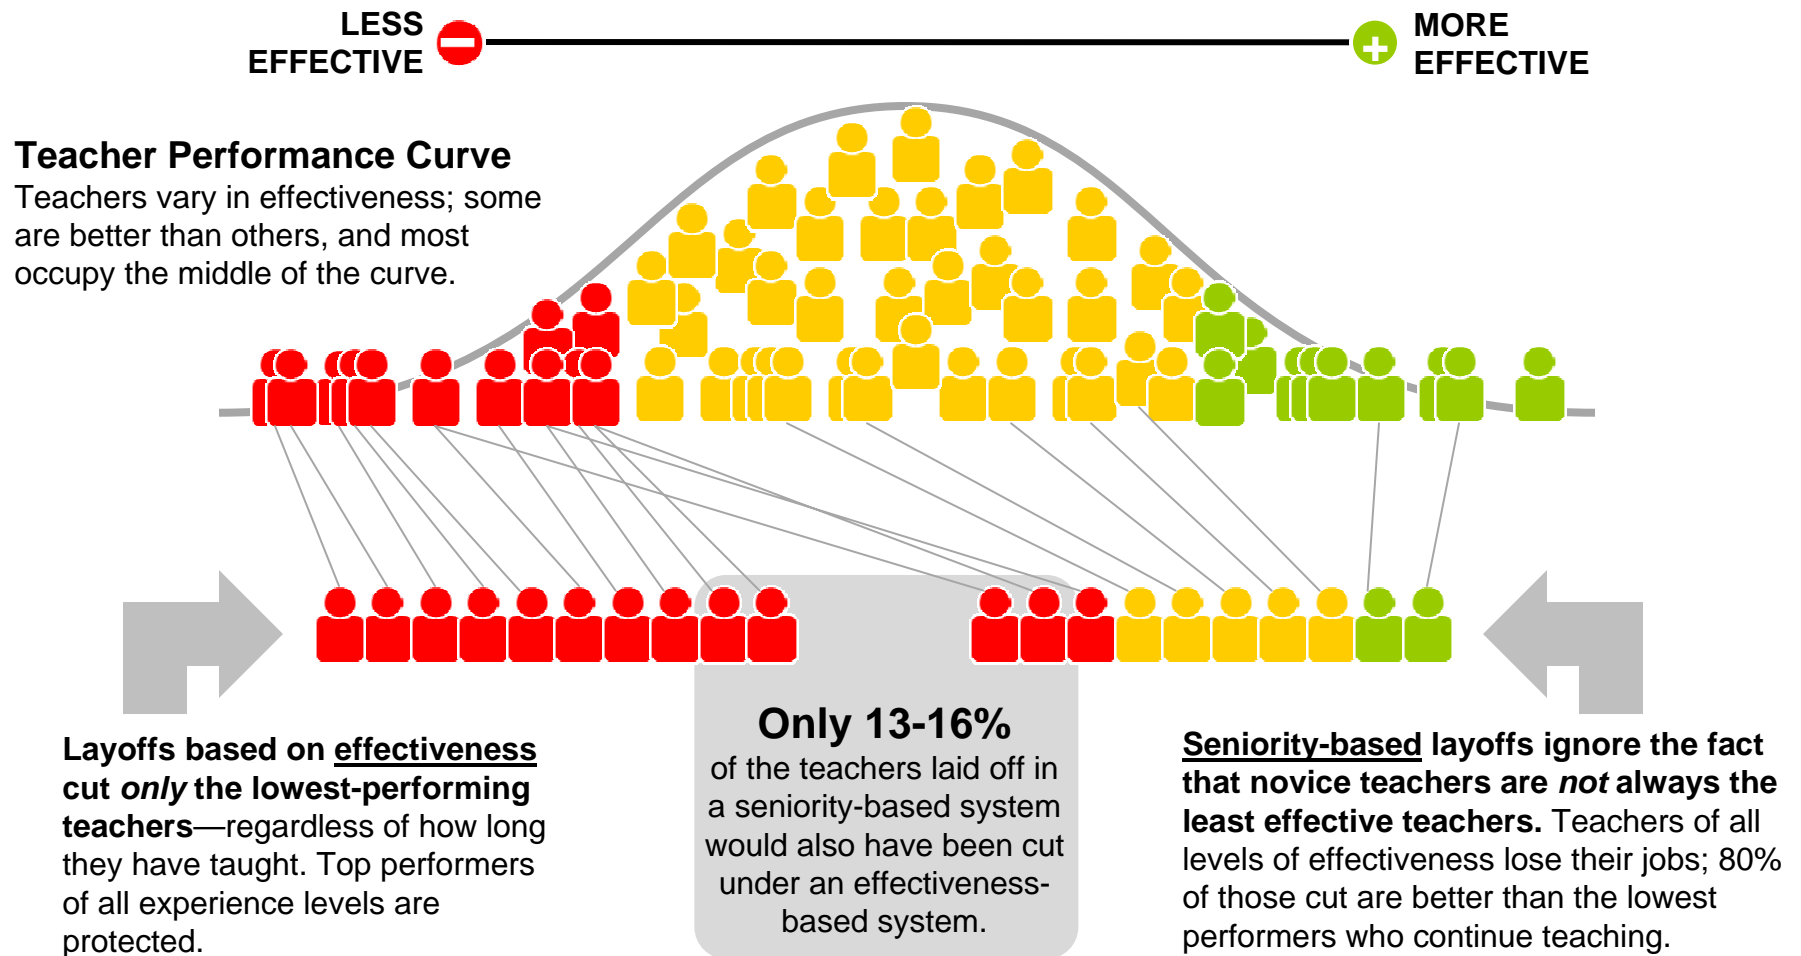 LESS
EFFECTIVE
MORE
EFFECTIVE
Teacher Performance Curve
Teachers vary in effectiveness; some
are better than others, and most
occupy the middle of the curve.
Layoffs based on effectiveness
cut only the lowest-performing
teachers—regardless of how long
they have taught. Top performers
of all experience levels are
protected.
Only 13-16%
of the teachers laid off in
a seniority-based system
would also have been cut
under an effectiveness-
based system.
Seniority-based layoffs ignore the fact
that novice teachers are not always the
least effective teachers. Teachers of all
levels of effectiveness lose their jobs; 80%
of those cut are better than the lowest
performers who continue teaching.